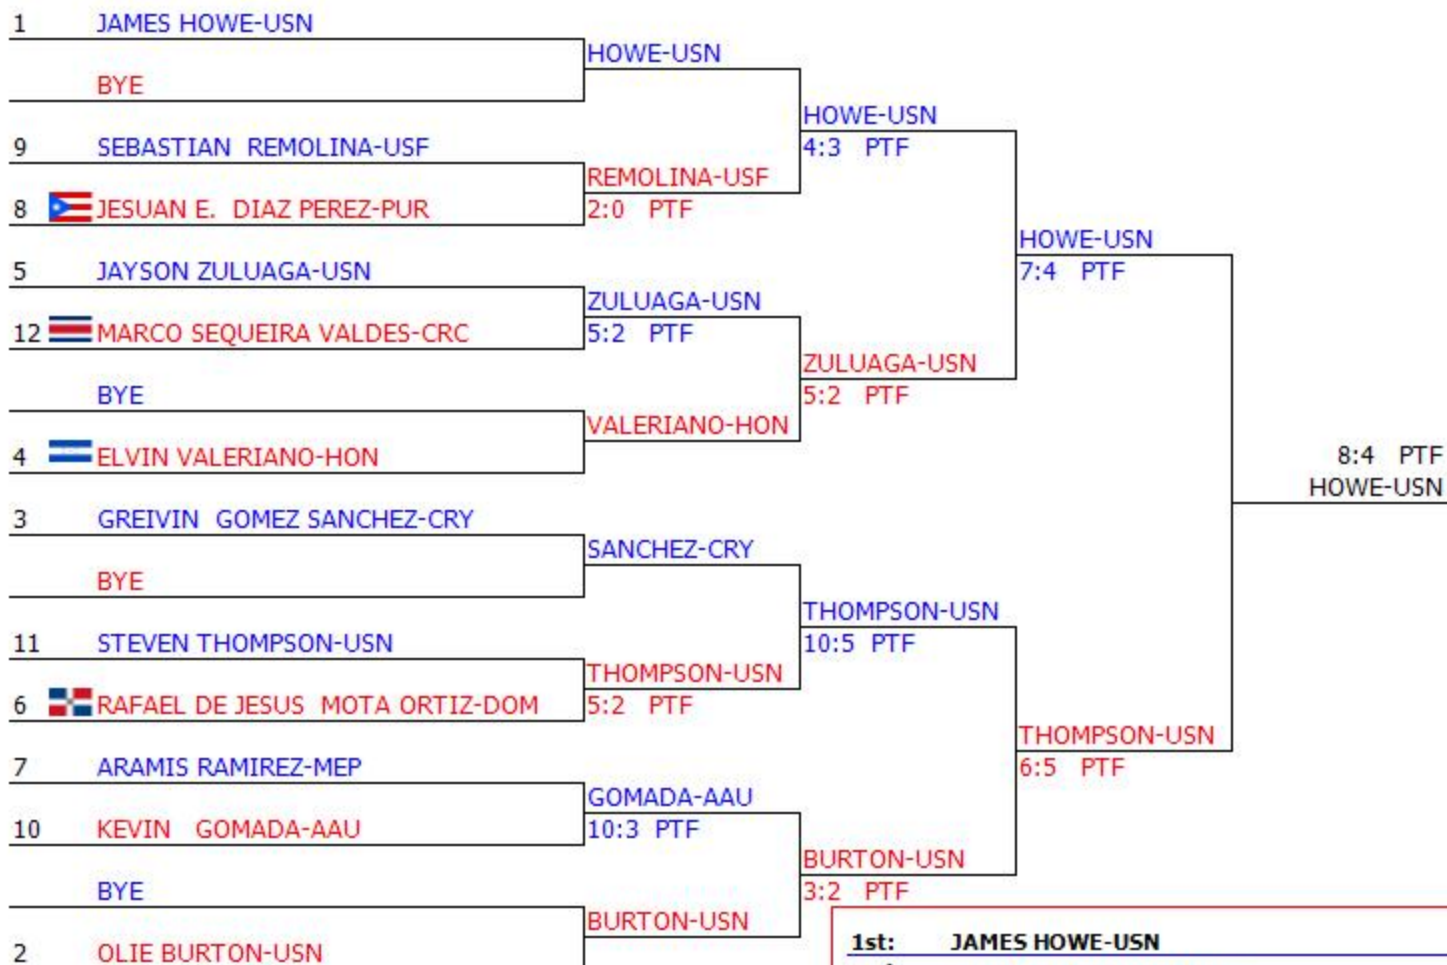 1 JAMES HOWE-USN
HOWE-USN
BYE
HOWE-USN
4:3 PTF
9 SEBASTIAN REMOLINA-USF
REMOLINA-USF
8 JESUAN E. DIAZ PEREZ-PUR
2:0 PTF
HOWE-USN
7:4 PTF
5 JAYSON ZULUAGA-USN
ZULUAGA-USN
12 MARCO SEQUEIRA VALDES-CRC
5:2 PTF
ZULUAGA-USN
5:2 PTF
BYE
VALERIANO-HON
4 ELVIN VALERIANO-HON
8:4 PTF
HOWE-USN
3 GREIVIN GOMEZ SANCHEZ-CRY
SANCHEZ-CRY
BYE
THOMPSON-USN
10:5 PTF
11 STEVEN THOMPSON-USN
THOMPSON-USN
6 RAFAEL DE JESUS MOTA ORTIZ-DOM
5:2 PTF
THOMPSON-USN
6:5 PTF
7 ARAMIS RAMIREZ-MEP
GOMADA-AAU
10 KEVIN GOMADA-AAU
10:3 PTF
BURTON-USN
3:2 PTF
BYE
BURTON-USN
2 OLIE BURTON-USN
1st: JAMES HOWE-USN